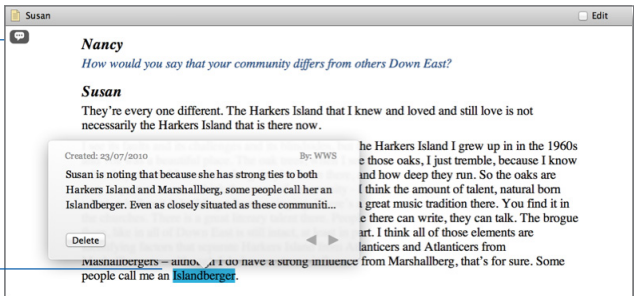 Susan
Edit
Nancy
How would you say that your community differs from others Down East?
Susan
They're every one different. The Harkers Island that I knew and loved and still love is not
necessarily the Harkers Island that is there now.
he Harkers Island I grew up in in the 1960s
Created: 23/07/2010 By: WWS
e those oaks, I just tremble, because I know
Susan is noting that because she has strong ties to both
and how deep they run. So the oaks are
Harkers Island and Marshallberg, some people call her an
I think the amount of talent, natural born
Islandberger. Even as closely situated as these communiti...
a great music tradition there. You find it in
e there can write, they can talk. The brogue
Delete
art. I think all of those elements are
lanticers and Atlanticers from
Mashallbergers – I do have a strong influence from Marshallberg, that's for sure. Some
people call me an Islandberger.